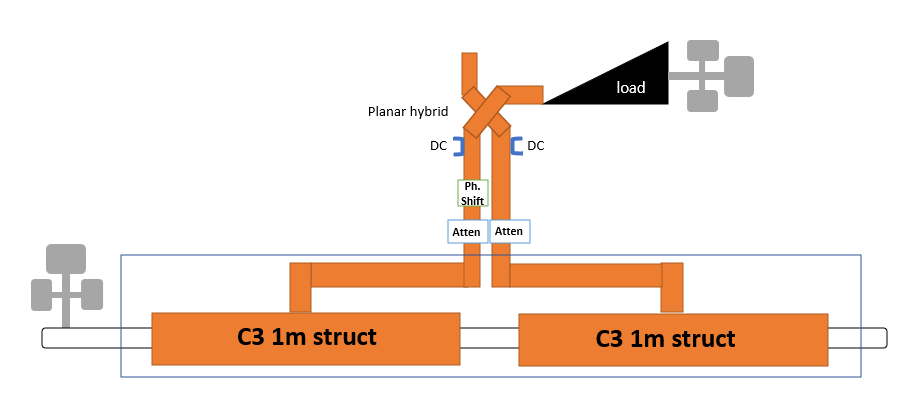 load
Planar hybrid
DC
DC
Ph.
Shift
Atten
Atten
C3 1m struct
C3 1m struct